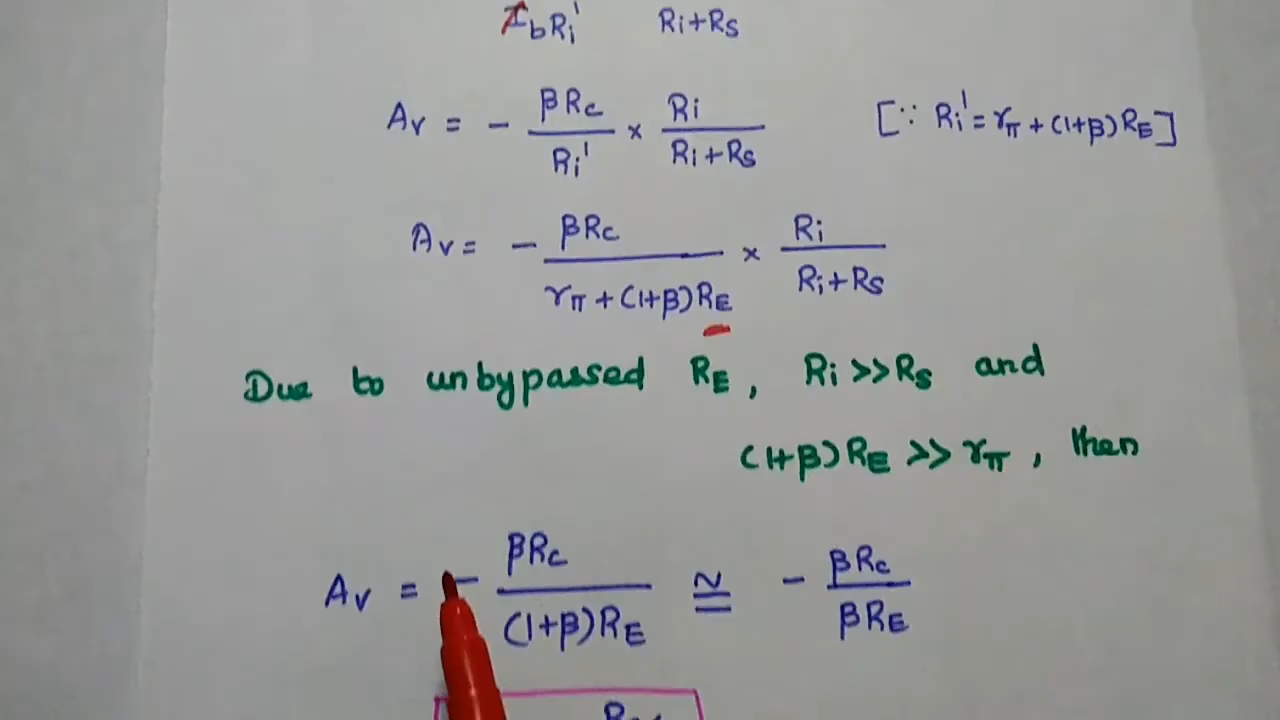 I_b R_i' R_i+R_S
A_V = - βR_C / R_i' × R_i / R_i+R_S [∵ R_i' = r_π + (1+β)R_E]
A_V = - βR_C / r_π + (1+β)R_E × R_i / R_i+R_S
Due to unbypassed R_E, R_i >> R_S and
(1+β)R_E >> r_π, then
A_V = - βR_C / (1+β)R_E ≅ - βR_C / βR_E